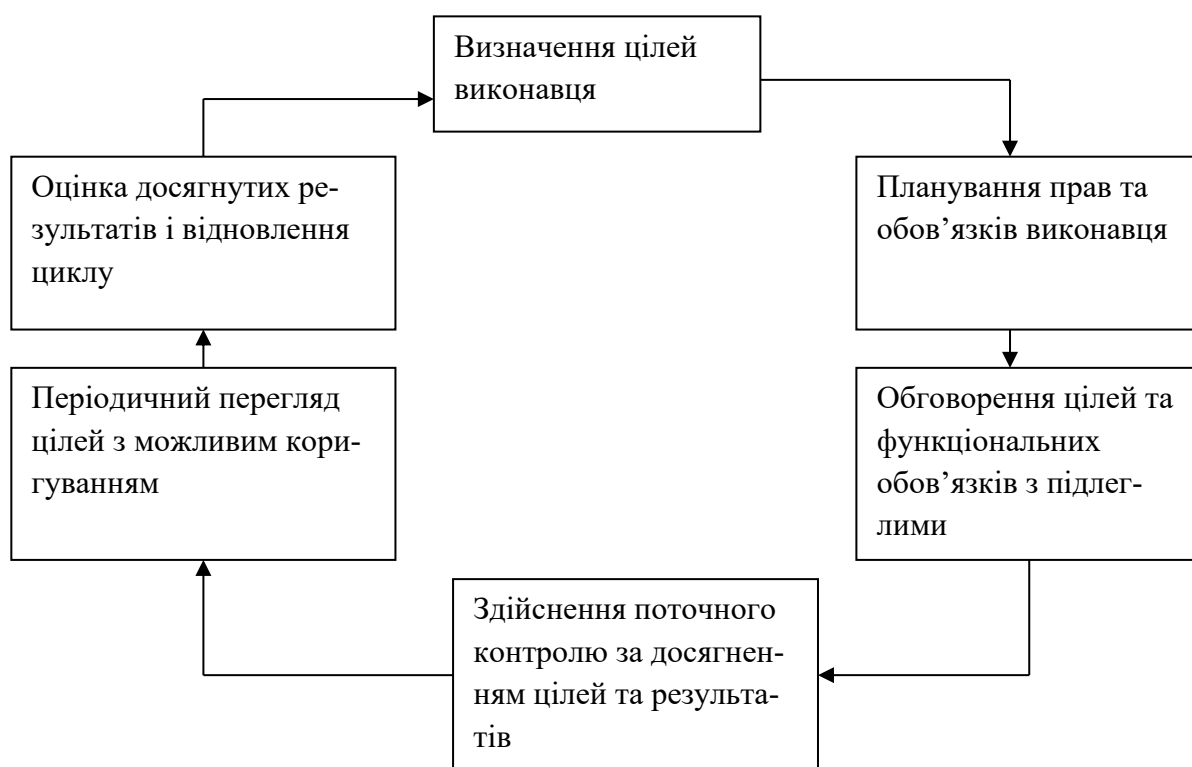 Визначення цілей
виконавця
Планування прав та
обов’язків виконавця
Обговорення цілей та
функціональних
обов’язків з підлег-
лими
Здійснення поточного
контролю за досягнен-
ням цілей та результа-
тів
Періодичний перегляд
цілей з можливим кори-
гуванням
Оцінка досягнутих ре-
зультатів і відновлення
циклу